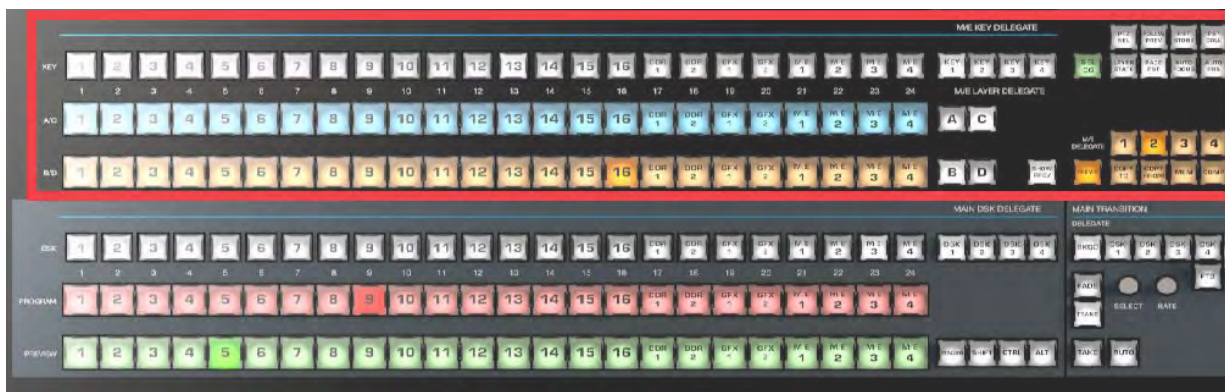 M/E KEY DELEGATE
KEY 1 2 3 4 5 6 7 8 9 10 11 12 13 14 15 16 DDR 1 DDR 2 GFX 1 GFX 2 M/E 1 M/E 2 M/E 3 M/E 4 KEY 1 KEY 2 KEY 3 KEY 4
1 2 3 4 5 6 7 8 9 10 11 12 13 14 15 16 17 18 19 20 21 22 23 24 M/E LAYER DELEGATE
A/C 1 2 3 4 5 6 7 8 9 10 11 12 13 14 15 16 DDR 1 DDR 2 GFX 1 GFX 2 M/E 1 M/E 2 M/E 3 M/E 4 A C
M/E DELEGATE 1 2 3 4
B/D 1 2 3 4 5 6 7 8 9 10 11 12 13 14 15 16 DDR 1 DDR 2 GFX 1 GFX 2 M/E 1 M/E 2 M/E 3 M/E 4 B D SHOW PREV COPY TO COPY FROM MEM COMP
MAIN DSK DELEGATE MAIN TRANSITION
DELEGATE
DSK 1 2 3 4 5 6 7 8 9 10 11 12 13 14 15 16 DDR 1 DDR 2 GFX 1 GFX 2 M/E 1 M/E 2 M/E 3 M/E 4 DSK 1 DSK 2 DSK 3 DSK 4 BKGD DSK 1 DSK 2 DSK 3 DSK 4
1 2 3 4 5 6 7 8 9 10 11 12 13 14 15 16 17 18 19 20 21 22 23 24 FTB
PROGRAM 1 2 3 4 5 6 7 8 9 10 11 12 13 14 15 16 DDR 1 DDR 2 GFX 1 GFX 2 M/E 1 M/E 2 M/E 3 M/E 4 FADE
TRANS SELECT RATE
PREVIEW 1 2 3 4 5 6 7 8 9 10 11 12 13 14 15 16 DDR 1 DDR 2 GFX 1 GFX 2 M/E 1 M/E 2 M/E 3 M/E 4 MACRO SHIFT CTRL ALT TAKE AUTO